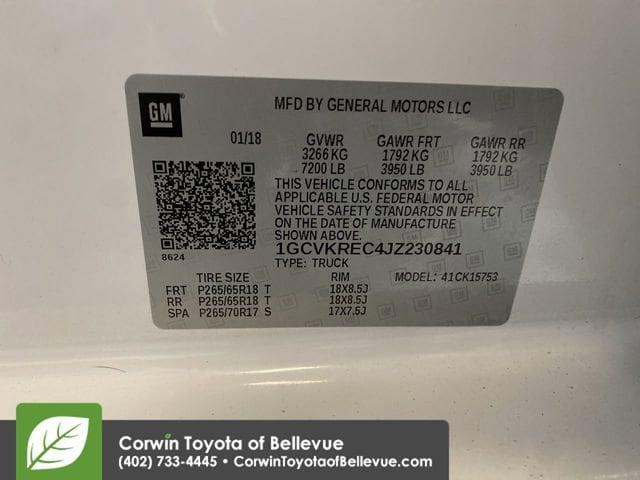 GM
MFD BY GENERAL MOTORS LLC
01/18 GVWR GAWR FRT GAWR RR
3266 KG 1792 KG 1792 KG
7200 LB 3950 LB 3950 LB
THIS VEHICLE CONFORMS TO ALL
APPLICABLE U.S. FEDERAL MOTOR
VEHICLE SAFETY STANDARDS IN EFFECT
ON THE DATE OF MANUFACTURE
SHOWN ABOVE.
1GCVKREC4JZ230841
8624 TYPE: TRUCK
TIRE SIZE RIM MODEL: 41CK15753
FRT P265/65R18 T 18X8.5J
RR P265/65R18 T 18X8.5J
SPA P265/70R17 S 17X7.5J
Corwin Toyota of Bellevue
(402) 733-4445 • CorwinToyotaofBellevue.com